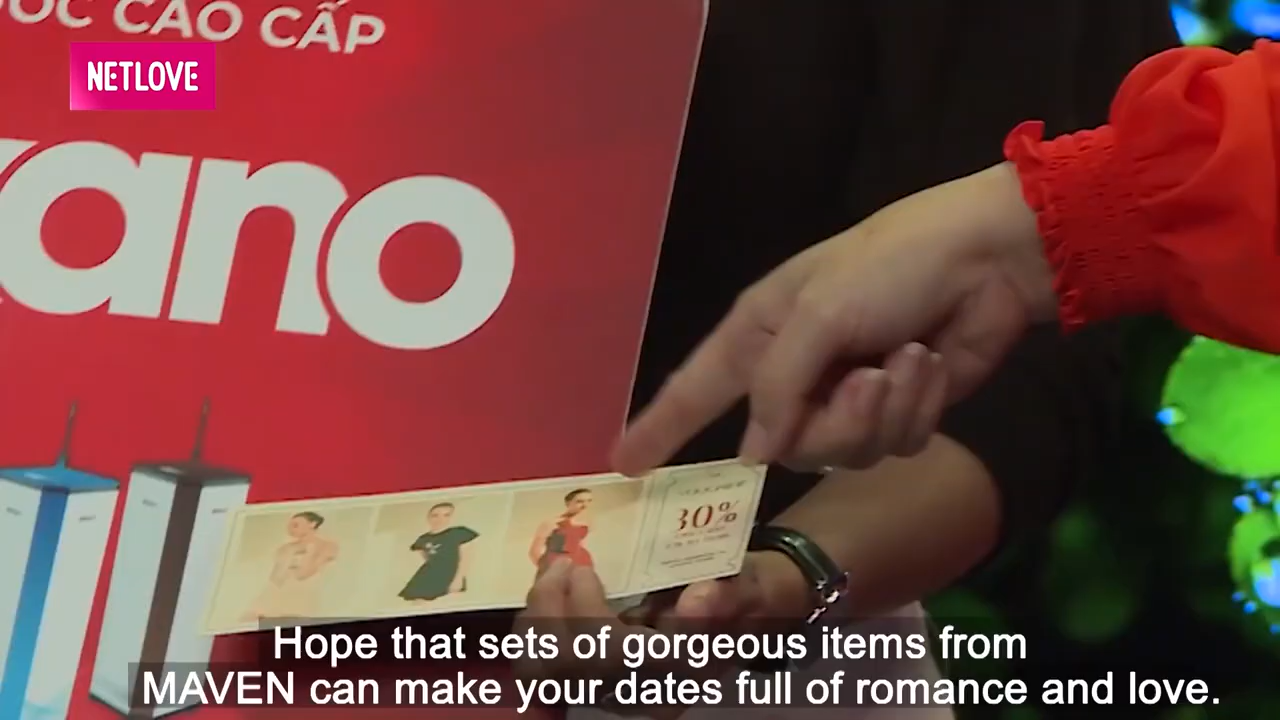 ỐC CAO CẤP
NETLOVE
ano
30%
Hope that sets of gorgeous items from
MAVEN can make your dates full of romance and love.